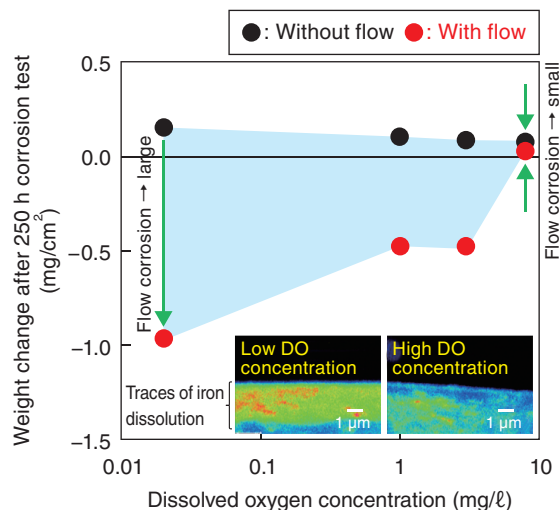 ●: Without flow ●: With flow
Weight change after 250 h corrosion test
(mg/cm²)
0.5
0.0
−0.5
−1.0
−1.5
Flow corrosion → large
Flow corrosion → small
Low DO
concentration
High DO
concentration
Traces of iron
dissolution
1 μm
1 μm
0.01
0.1
1
10
Dissolved oxygen concentration (mg/ℓ)